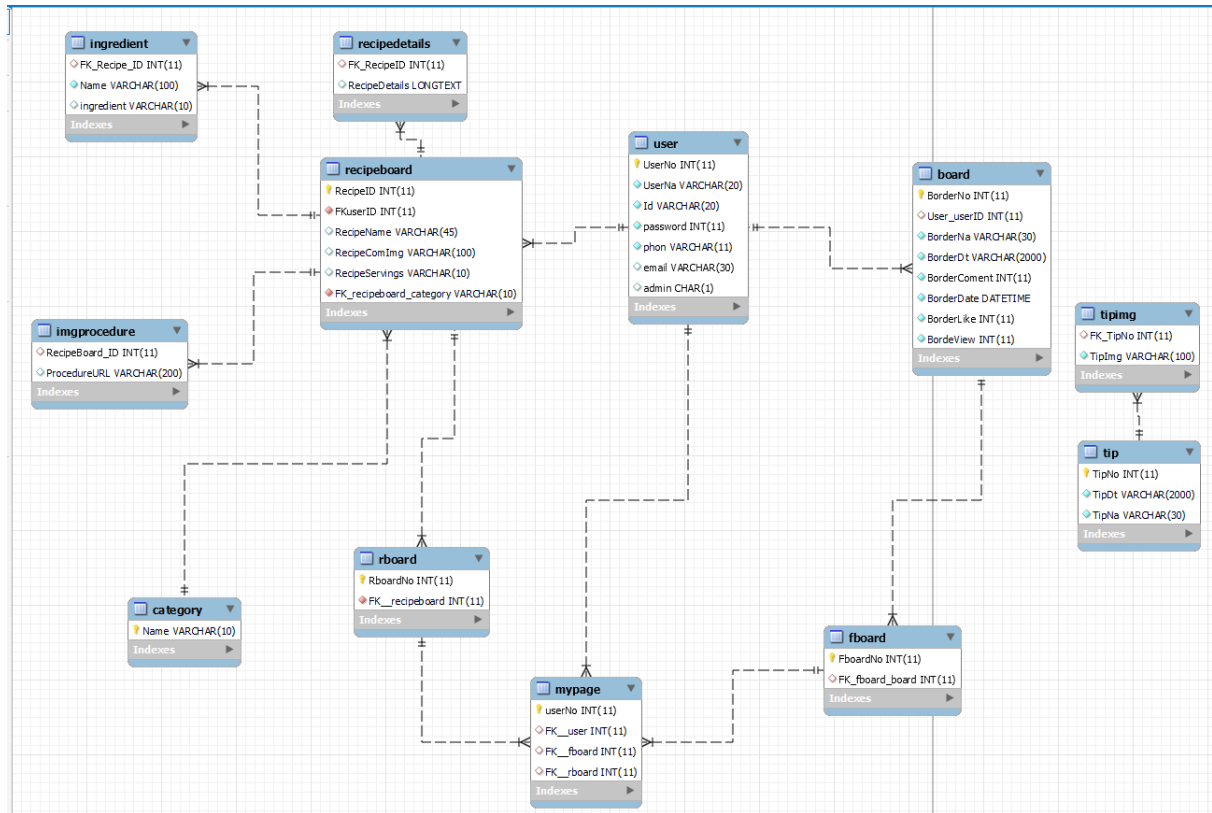 ingredient
FK_Recipe_ID INT(11)
Name VARCHAR(100)
ingredient VARCHAR(10)
Indexes
recipedetails
FK_RecipeID INT(11)
RecipeDetails LONGTEXT
Indexes
recipeboard
RecipeID INT(11)
FKuserID INT(11)
RecipeName VARCHAR(45)
RecipeComImg VARCHAR(100)
RecipeServings VARCHAR(10)
FK_recipeboard_category VARCHAR(10)
Indexes
user
UserNo INT(11)
UserNa VARCHAR(20)
Id VARCHAR(20)
password INT(11)
phon VARCHAR(11)
email VARCHAR(30)
admin CHAR(1)
Indexes
board
BorderNo INT(11)
User_userID INT(11)
BorderNa VARCHAR(30)
BorderDt VARCHAR(2000)
BorderComent INT(11)
BorderDate DATETIME
BorderLike INT(11)
BordeView INT(11)
Indexes
tipimg
FK_TipNo INT(11)
TipImg VARCHAR(100)
Indexes
imgprocedure
RecipeBoard_ID INT(11)
ProcedureURL VARCHAR(200)
Indexes
tip
TipNo INT(11)
TipDt VARCHAR(2000)
TipNa VARCHAR(30)
Indexes
rboard
RboardNo INT(11)
FK__recipeboard INT(11)
Indexes
category
Name VARCHAR(10)
Indexes
fboard
FboardNo INT(11)
FK_fboard_board INT(11)
Indexes
mypage
userNo INT(11)
FK__user INT(11)
FK__fboard INT(11)
FK__rboard INT(11)
Indexes